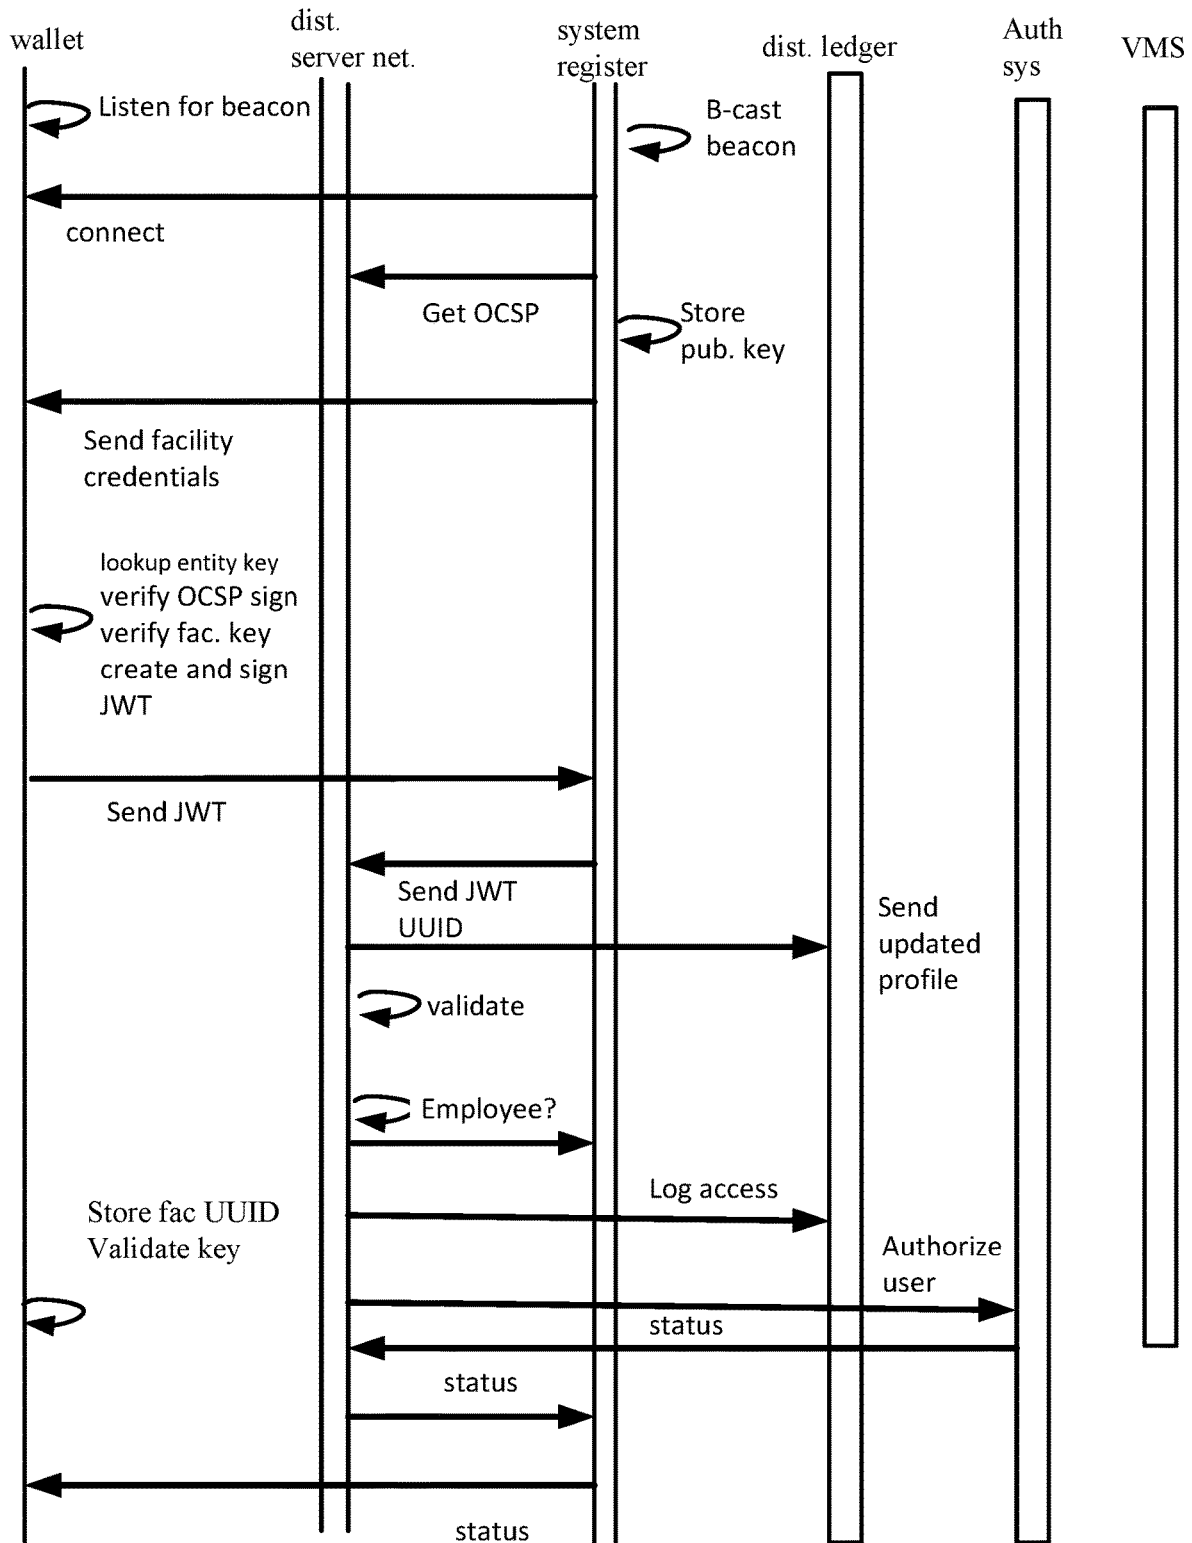 wallet
dist.
server net.
system
register
dist. ledger
Auth
sys
VMS
Listen for beacon
B-cast
beacon
connect
Get OCSP
Store
pub. key
Send facility
credentials
lookup entity key
verify OCSP sign
verify fac. key
create and sign
JWT
Send JWT
Send JWT
UUID
Send
updated
profile
validate
Employee?
Log access
Store fac UUID
Validate key
Authorize
user
status
status
status